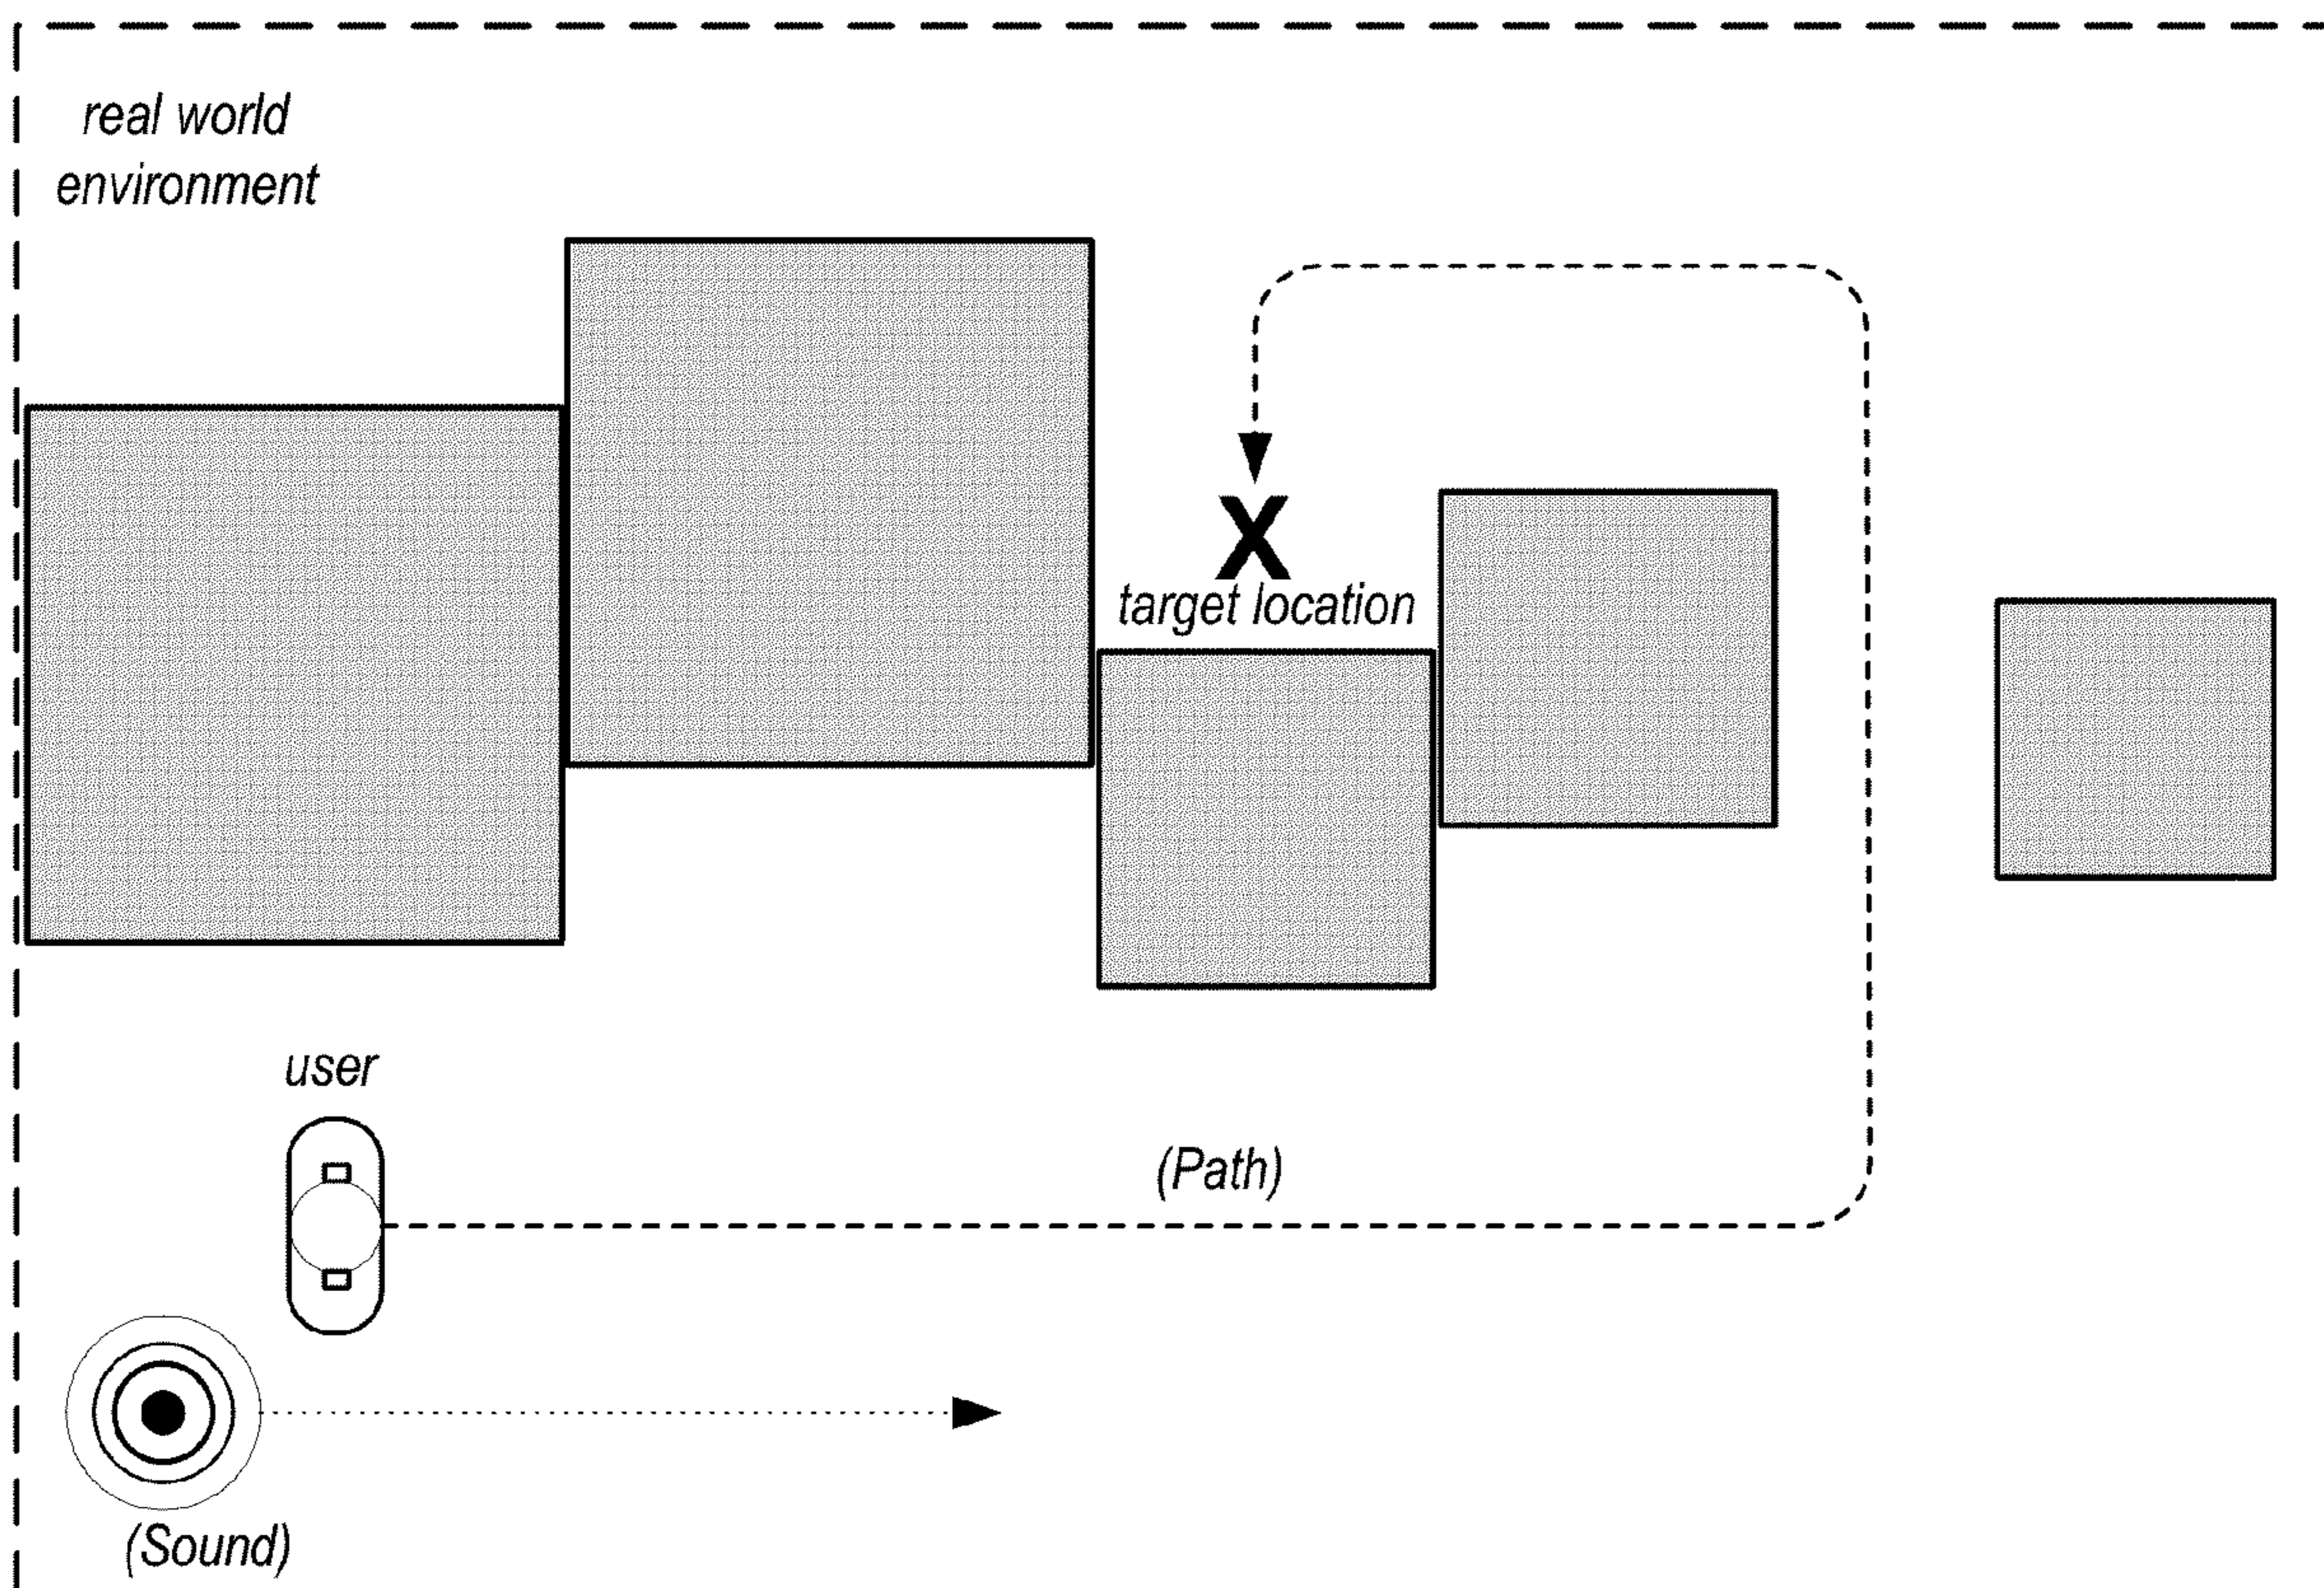 real world
environment
X
target location
user
(Path)
(Sound)